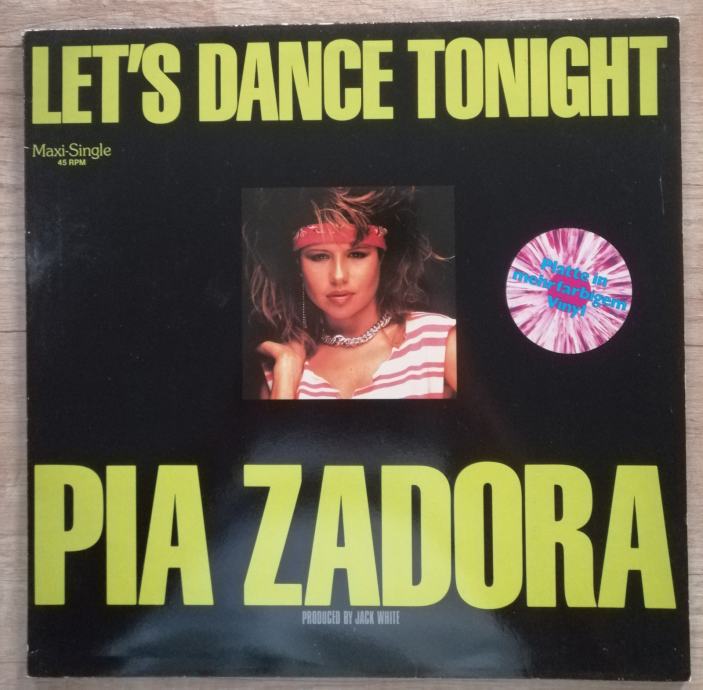 LET'S DANCE TONIGHT
Maxi-Single
45 RPM
Platte in
mehrfarbigem
Vinyl
PIA ZADORA
PRODUCED BY JACK WHITE